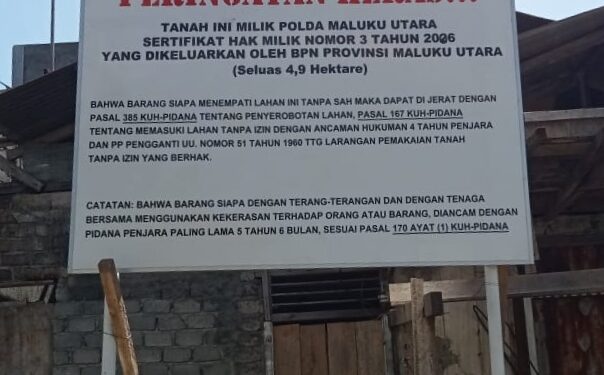 PERINGATAN KERAS...
TANAH INI MILIK POLDA MALUKU UTARA
SERTIFIKAT HAK MILIK NOMOR 3 TAHUN 2006
YANG DIKELUARKAN OLEH BPN PROVINSI MALUKU UTARA
(Seluas 4,9 Hektare)
BAHWA BARANG SIAPA MENEMPATI LAHAN INI TANPA SAH MAKA DAPAT DI JERAT DENGAN
PASAL 385 KUH-PIDANA TENTANG PENYEROBOTAN LAHAN, PASAL 167 KUH-PIDANA
TENTANG MEMASUKI LAHAN TANPA IZIN DENGAN ANCAMAN HUKUMAN 4 TAHUN PENJARA
DAN PP PENGGANTI UU. NOMOR 51 TAHUN 1960 TTG LARANGAN PEMAKAIAN TANAH
TANPA IZIN YANG BERHAK.
CATATAN: BAHWA BARANG SIAPA DENGAN TERANG-TERANGAN DAN DENGAN TENAGA
BERSAMA MENGGUNAKAN KEKERASAN TERHADAP ORANG ATAU BARANG, DIANCAM DENGAN
PIDANA PENJARA PALING LAMA 5 TAHUN 6 BULAN, SESUAI PASAL 170 AYAT (1) KUH-PIDANA